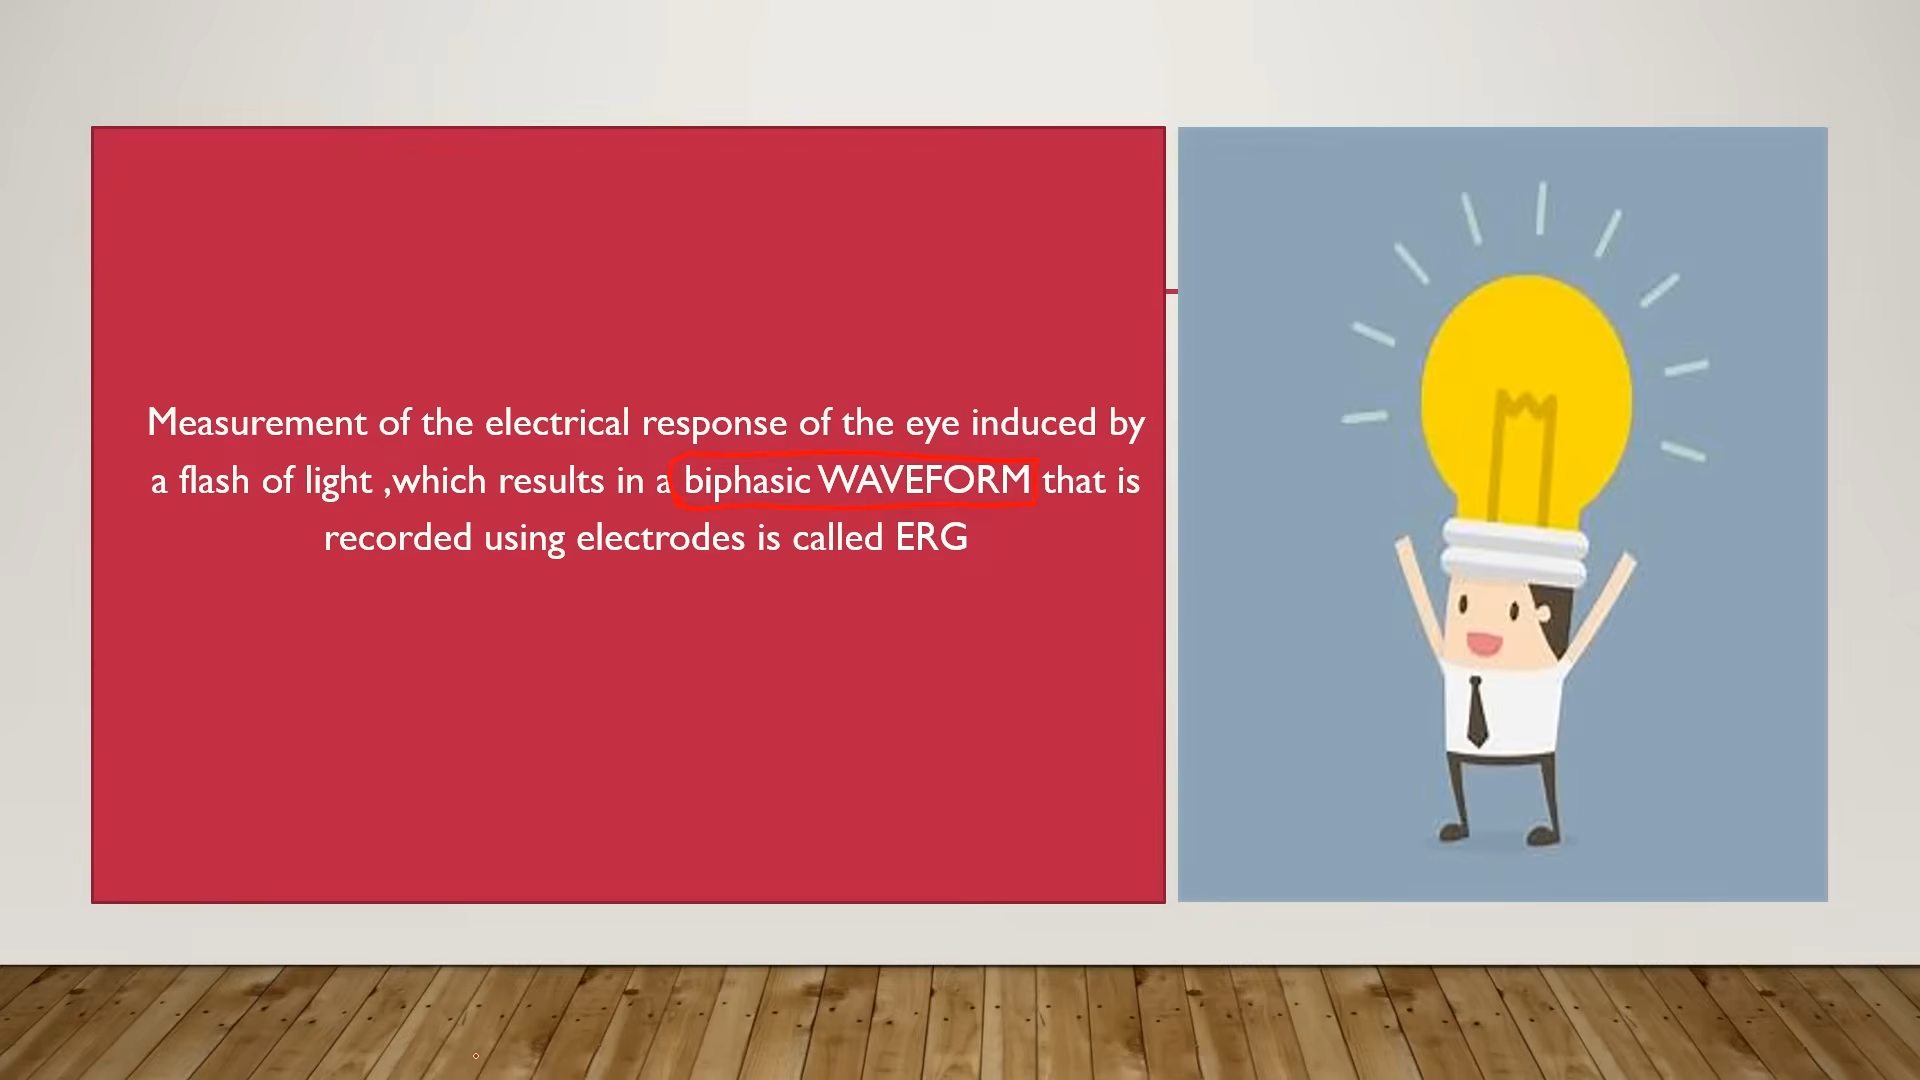 Measurement of the electrical response of the eye induced by
a flash of light ,which results in a biphasic WAVEFORM that is
recorded using electrodes is called ERG